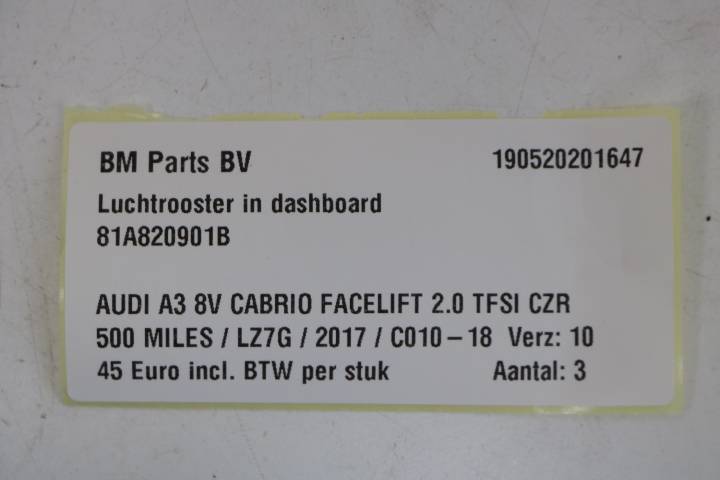 BM Parts BV 190520201647
Luchtrooster in dashboard
81A820901B
AUDI A3 8V CABRIO FACELIFT 2.0 TFSI CZR
500 MILES / LZ7G / 2017 / C010 – 18 Verz: 10
45 Euro incl. BTW per stuk Aantal: 3